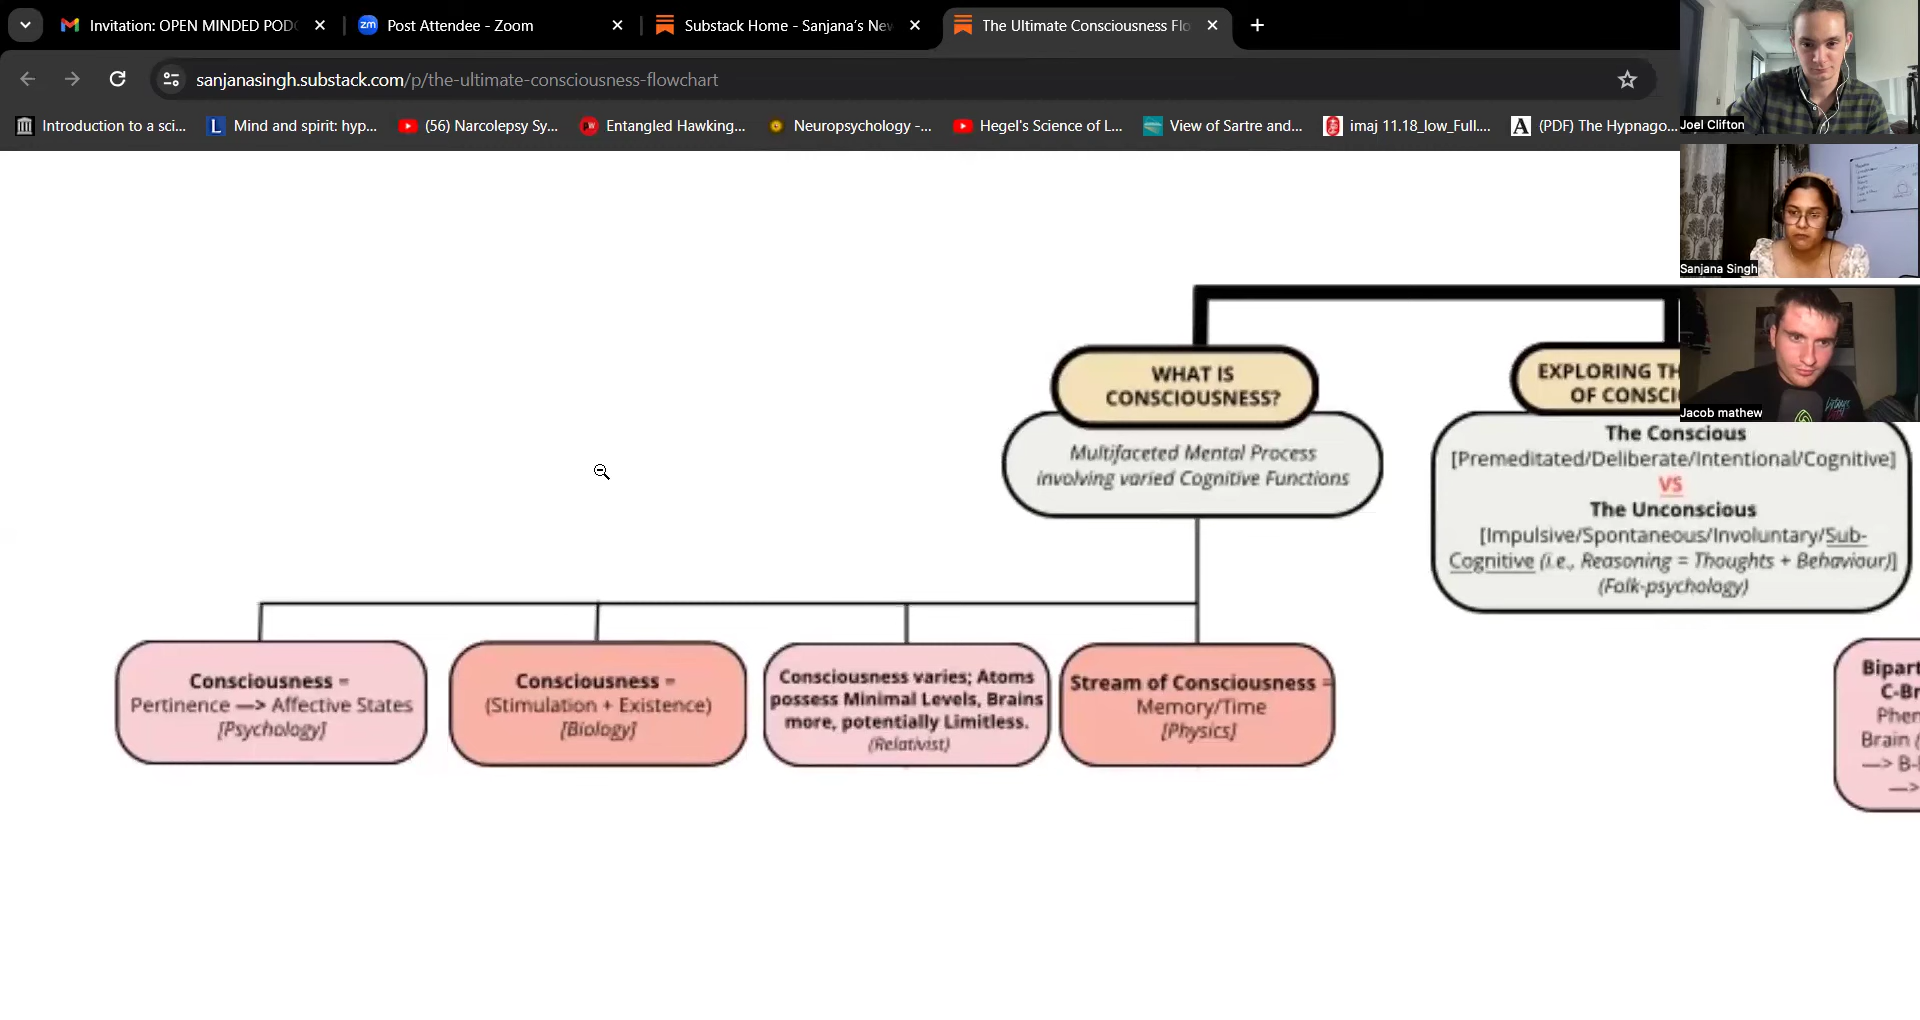 Invitation: OPEN MINDED POD
Post Attendee - Zoom
Substack Home - Sanjana's Nev
The Ultimate Consciousness Flo
sanjanasingh.substack.com/p/the-ultimate-consciousness-flowchart
Introduction to a sci...
Mind and spirit: hyp...
(56) Narcolepsy Sy...
Entangled Hawking...
Neuropsychology -...
Hegel's Science of L...
View of Sartre and...
imaj 11.18_low_Full....
(PDF) The Hypnago...
Joel Clifton
Sanjana Singh
Jacob mathew
WHAT IS
CONSCIOUSNESS?
Multifaceted Mental Process
involving varied Cognitive Functions
EXPLORING TH
OF CONSCI
The Conscious
[Premeditated/Deliberate/Intentional/Cognitive]
VS
The Unconscious
[Impulsive/Spontaneous/Involuntary/Sub-
Cognitive (i.e., Reasoning = Thoughts + Behaviour)]
(Folk-psychology)
Consciousness =
Pertinence —> Affective States
[Psychology]
Consciousness =
(Stimulation + Existence)
[Biology]
Consciousness varies; Atoms
possess Minimal Levels, Brains
more, potentially Limitless.
(Relativist)
Stream of Consciousness =
Memory/Time
[Physics]
Bipart
C-Br
Phen
Brain (
—> B-
—>